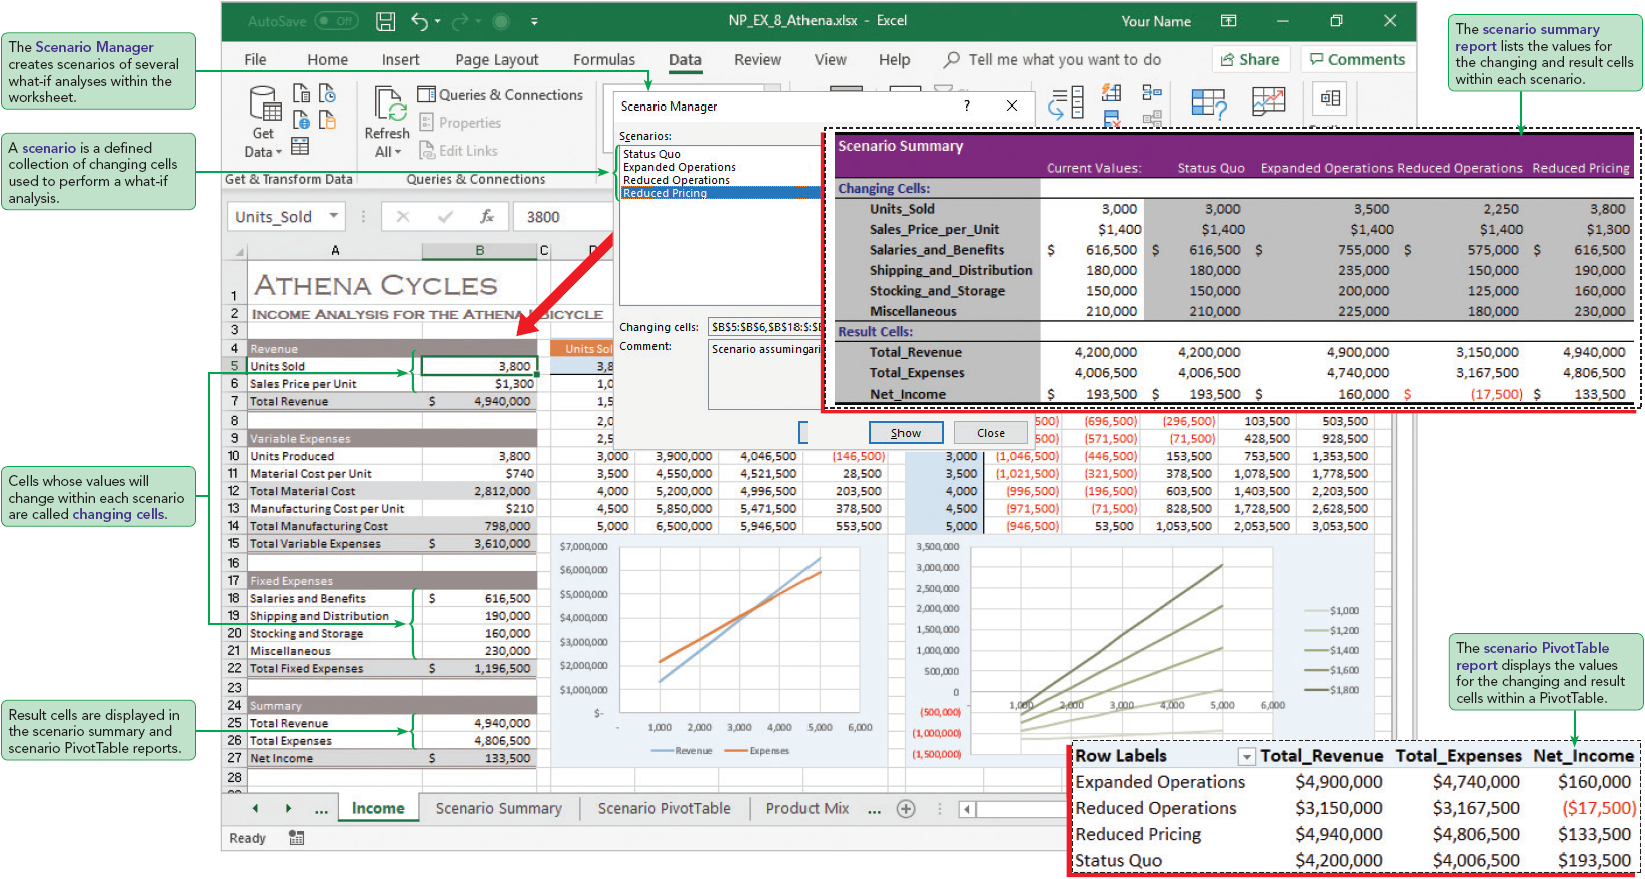 AutoSave Off
NP_EX_8_Athena.xlsx - Excel
Your Name
File Home Insert Page Layout Formulas Data Review View Help Tell me what you want to do Share Comments
The Scenario Manager
creates scenarios of several
what-if analyses within the
worksheet.
A scenario is a defined
collection of changing cells
used to perform a what-if
analysis.
Cells whose values will
change within each scenario
are called changing cells.
Result cells are displayed in
the scenario summary and
scenario PivotTable reports.
The scenario summary
report lists the values for
the changing and result cells
within each scenario.
The scenario PivotTable
report displays the values
for the changing and result
cells within a PivotTable.
Get
Data
Refresh
All
Queries & Connections
Properties
Edit Links
Get & Transform Data
Queries & Connections
Units_Sold fx 3800
Scenario Manager ?
Scenarios:
Status Quo
Expanded Operations
Reduced Operations
Reduced Pricing
Changing cells: $B$5:$B$6,$B$18:$
Comment: Scenario assumingari
Show Close
Scenario Summary
Current Values: Status Quo Expanded Operations Reduced Operations Reduced Pricing
Changing Cells:
Units_Sold 3,000 3,000 3,500 2,250 3,800
Sales_Price_per_Unit $1,400 $1,400 $1,400 $1,400 $1,300
Salaries_and_Benefits $ 616,500 $ 616,500 $ 755,000 $ 575,000 $ 616,500
Shipping_and_Distribution 180,000 180,000 235,000 150,000 190,000
Stocking_and_Storage 150,000 150,000 200,000 125,000 160,000
Miscellaneous 210,000 210,000 225,000 180,000 230,000
Result Cells:
Total_Revenue 4,200,000 4,200,000 4,900,000 3,150,000 4,940,000
Total_Expenses 4,006,500 4,006,500 4,740,000 3,167,500 4,806,500
Net_Income $ 193,500 $ 193,500 $ 160,000 $ (17,500) $ 133,500
A B C D
1 ATHENA CYCLES
2 INCOME ANALYSIS FOR THE ATHENA I BICYCLE
3
4 Revenue Units Sol
5 Units Sold 3,800 3,8
6 Sales Price per Unit $1,300 1,0
7 Total Revenue $ 4,940,000 1,5
8 2,0 500) (696,500) (296,500) 103,500 503,500
9 Variable Expenses 2,5 500) (571,500) (71,500) 428,500 928,500
10 Units Produced 3,800 3,000 3,900,000 4,046,500 (146,500) 3,000 (1,046,500) (446,500) 153,500 753,500 1,353,500
11 Material Cost per Unit $740 3,500 4,550,000 4,521,500 28,500 3,500 (1,021,500) (321,500) 378,500 1,078,500 1,778,500
12 Total Material Cost 2,812,000 4,000 5,200,000 4,996,500 203,500 4,000 (996,500) (196,500) 603,500 1,403,500 2,203,500
13 Manufacturing Cost per Unit $210 4,500 5,850,000 5,471,500 378,500 4,500 (971,500) (71,500) 828,500 1,728,500 2,628,500
14 Total Manufacturing Cost 798,000 5,000 6,500,000 5,946,500 553,500 5,000 (946,500) 53,500 1,053,500 2,053,500 3,053,500
15 Total Variable Expenses $ 3,610,000
16
17 Fixed Expenses
18 Salaries and Benefits $ 616,500
19 Shipping and Distribution 190,000
20 Stocking and Storage 160,000
21 Miscellaneous 230,000
22 Total Fixed Expenses $ 1,196,500
23
24 Summary
25 Total Revenue 4,940,000
26 Total Expenses 4,806,500
27 Net Income $ 133,500
28
$7,000,000
$6,000,000
$5,000,000
$4,000,000
$3,000,000
$2,000,000
$1,000,000
$-
- 1,000 2,000 3,000 4,000 5,000 6,000
Revenue Expenses
3,500,000
3,000,000
2,500,000
2,000,000
1,500,000
1,000,000
500,000
0
(500,000)
(1,000,000)
(1,500,000)
- 1,000 2,000 3,000 4,000 5,000 6,000
$1,000
$1,200
$1,400
$1,600
$1,800
Row Labels Total_Revenue Total_Expenses Net_Income
Expanded Operations $4,900,000 $4,740,000 $160,000
Reduced Operations $3,150,000 $3,167,500 ($17,500)
Reduced Pricing $4,940,000 $4,806,500 $133,500
Status Quo $4,200,000 $4,006,500 $193,500
... Income Scenario Summary Scenario PivotTable Product Mix ...
Ready